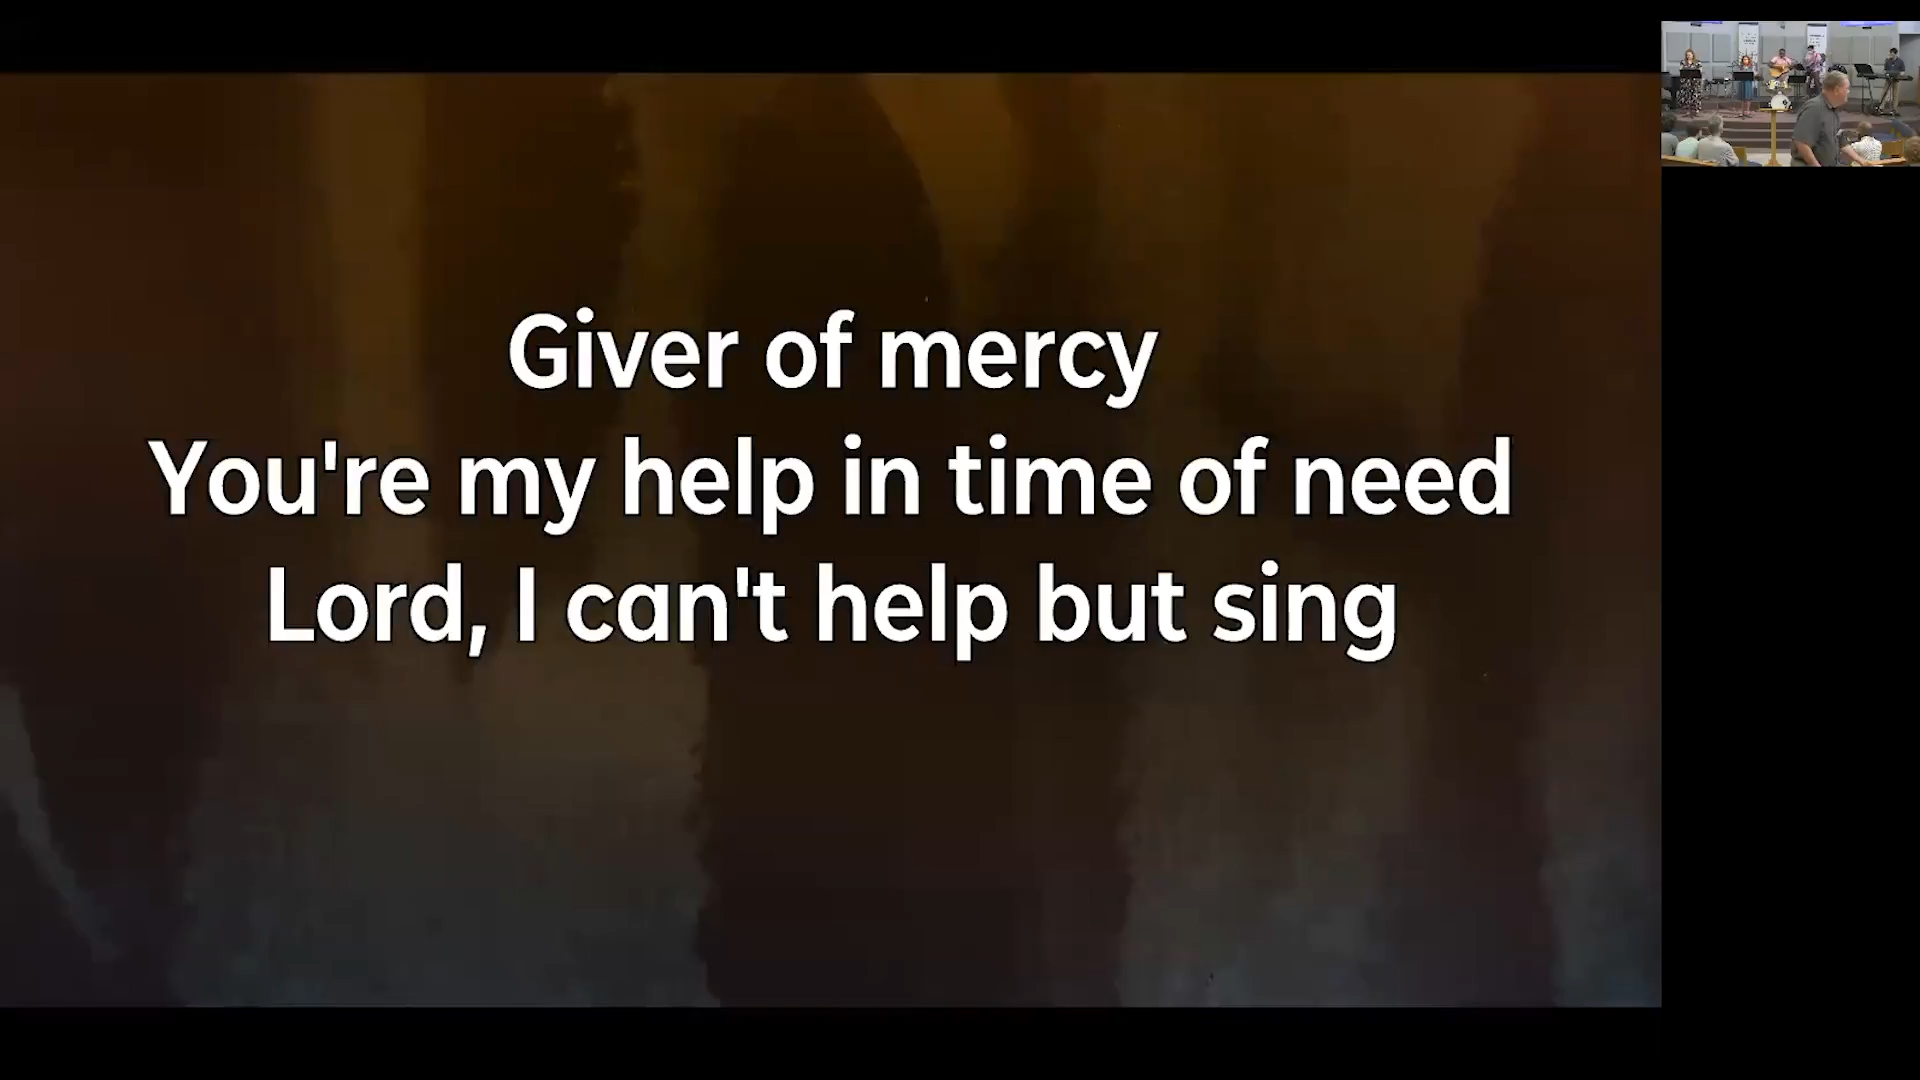 Giver of mercy
You're my help in time of need
Lord, I can't help but sing